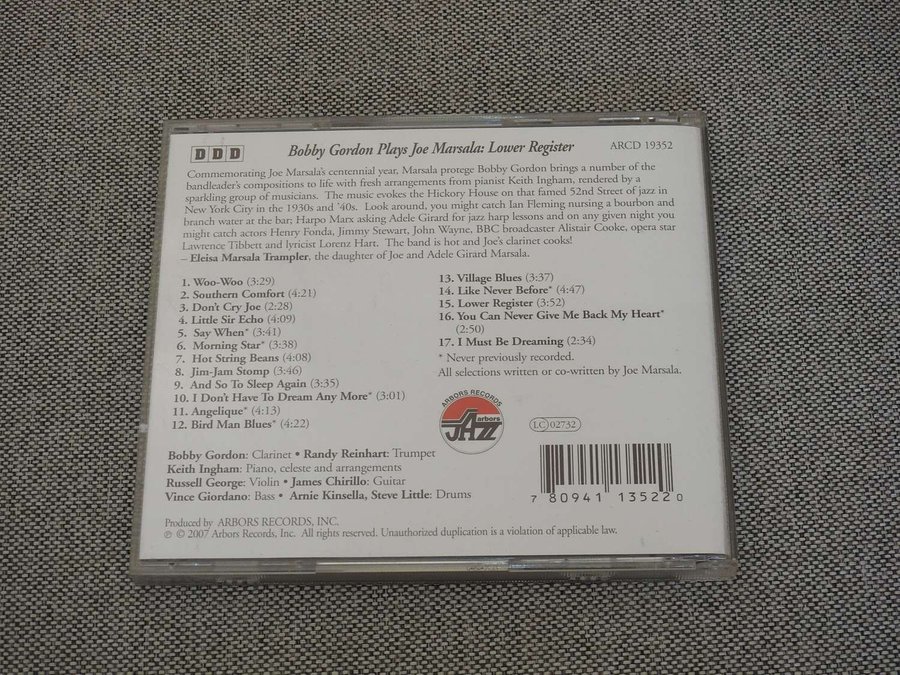 DDD
Bobby Gordon Plays Joe Marsala: Lower Register
ARCD 19352
Commemorating Joe Marsala's centennial year, Marsala protege Bobby Gordon brings a number of the
bandleader's compositions to life with fresh arrangements from pianist Keith Ingham, rendered by a
sparkling group of musicians. The music evokes the Hickory House on that famed 52nd Street of jazz in
New York City in the 1930s and '40s. Look around, you might catch Ian Fleming nursing a bourbon and
branch water at the bar; Harpo Marx asking Adele Girard for jazz harp lessons and on any given night you
might catch actors Henry Fonda, Jimmy Stewart, John Wayne, BBC broadcaster Alistair Cooke, opera star
Lawrence Tibbett and lyricist Lorenz Hart. The band is hot and Joe's clarinet cooks!
– Eleisa Marsala Trampler, the daughter of Joe and Adele Girard Marsala.
1. Woo-Woo (3:29)
2. Southern Comfort (4:21)
3. Don't Cry Joe (2:28)
4. Little Sir Echo (4:09)
5. Say When* (3:41)
6. Morning Star* (3:38)
7. Hot String Beans (4:08)
8. Jim-Jam Stomp (3:46)
9. And So To Sleep Again (3:35)
10. I Don't Have To Dream Any More* (3:01)
11. Angelique* (4:13)
12. Bird Man Blues* (4:22)
13. Village Blues (3:37)
14. Like Never Before* (4:47)
15. Lower Register (3:52)
16. You Can Never Give Me Back My Heart*
(2:50)
17. I Must Be Dreaming (2:34)
* Never previously recorded.
All selections written or co-written by Joe Marsala.
ARBORS RECORDS
arbors
JAZZ
LC 02732
Bobby Gordon: Clarinet • Randy Reinhart: Trumpet
Keith Ingham: Piano, celeste and arrangements
Russell George: Violin • James Chirillo: Guitar
Vince Giordano: Bass • Arnie Kinsella, Steve Little: Drums
7 80941 13522 0
Produced by ARBORS RECORDS, INC.
℗ © 2007 Arbors Records, Inc. All rights reserved. Unauthorized duplication is a violation of applicable law.